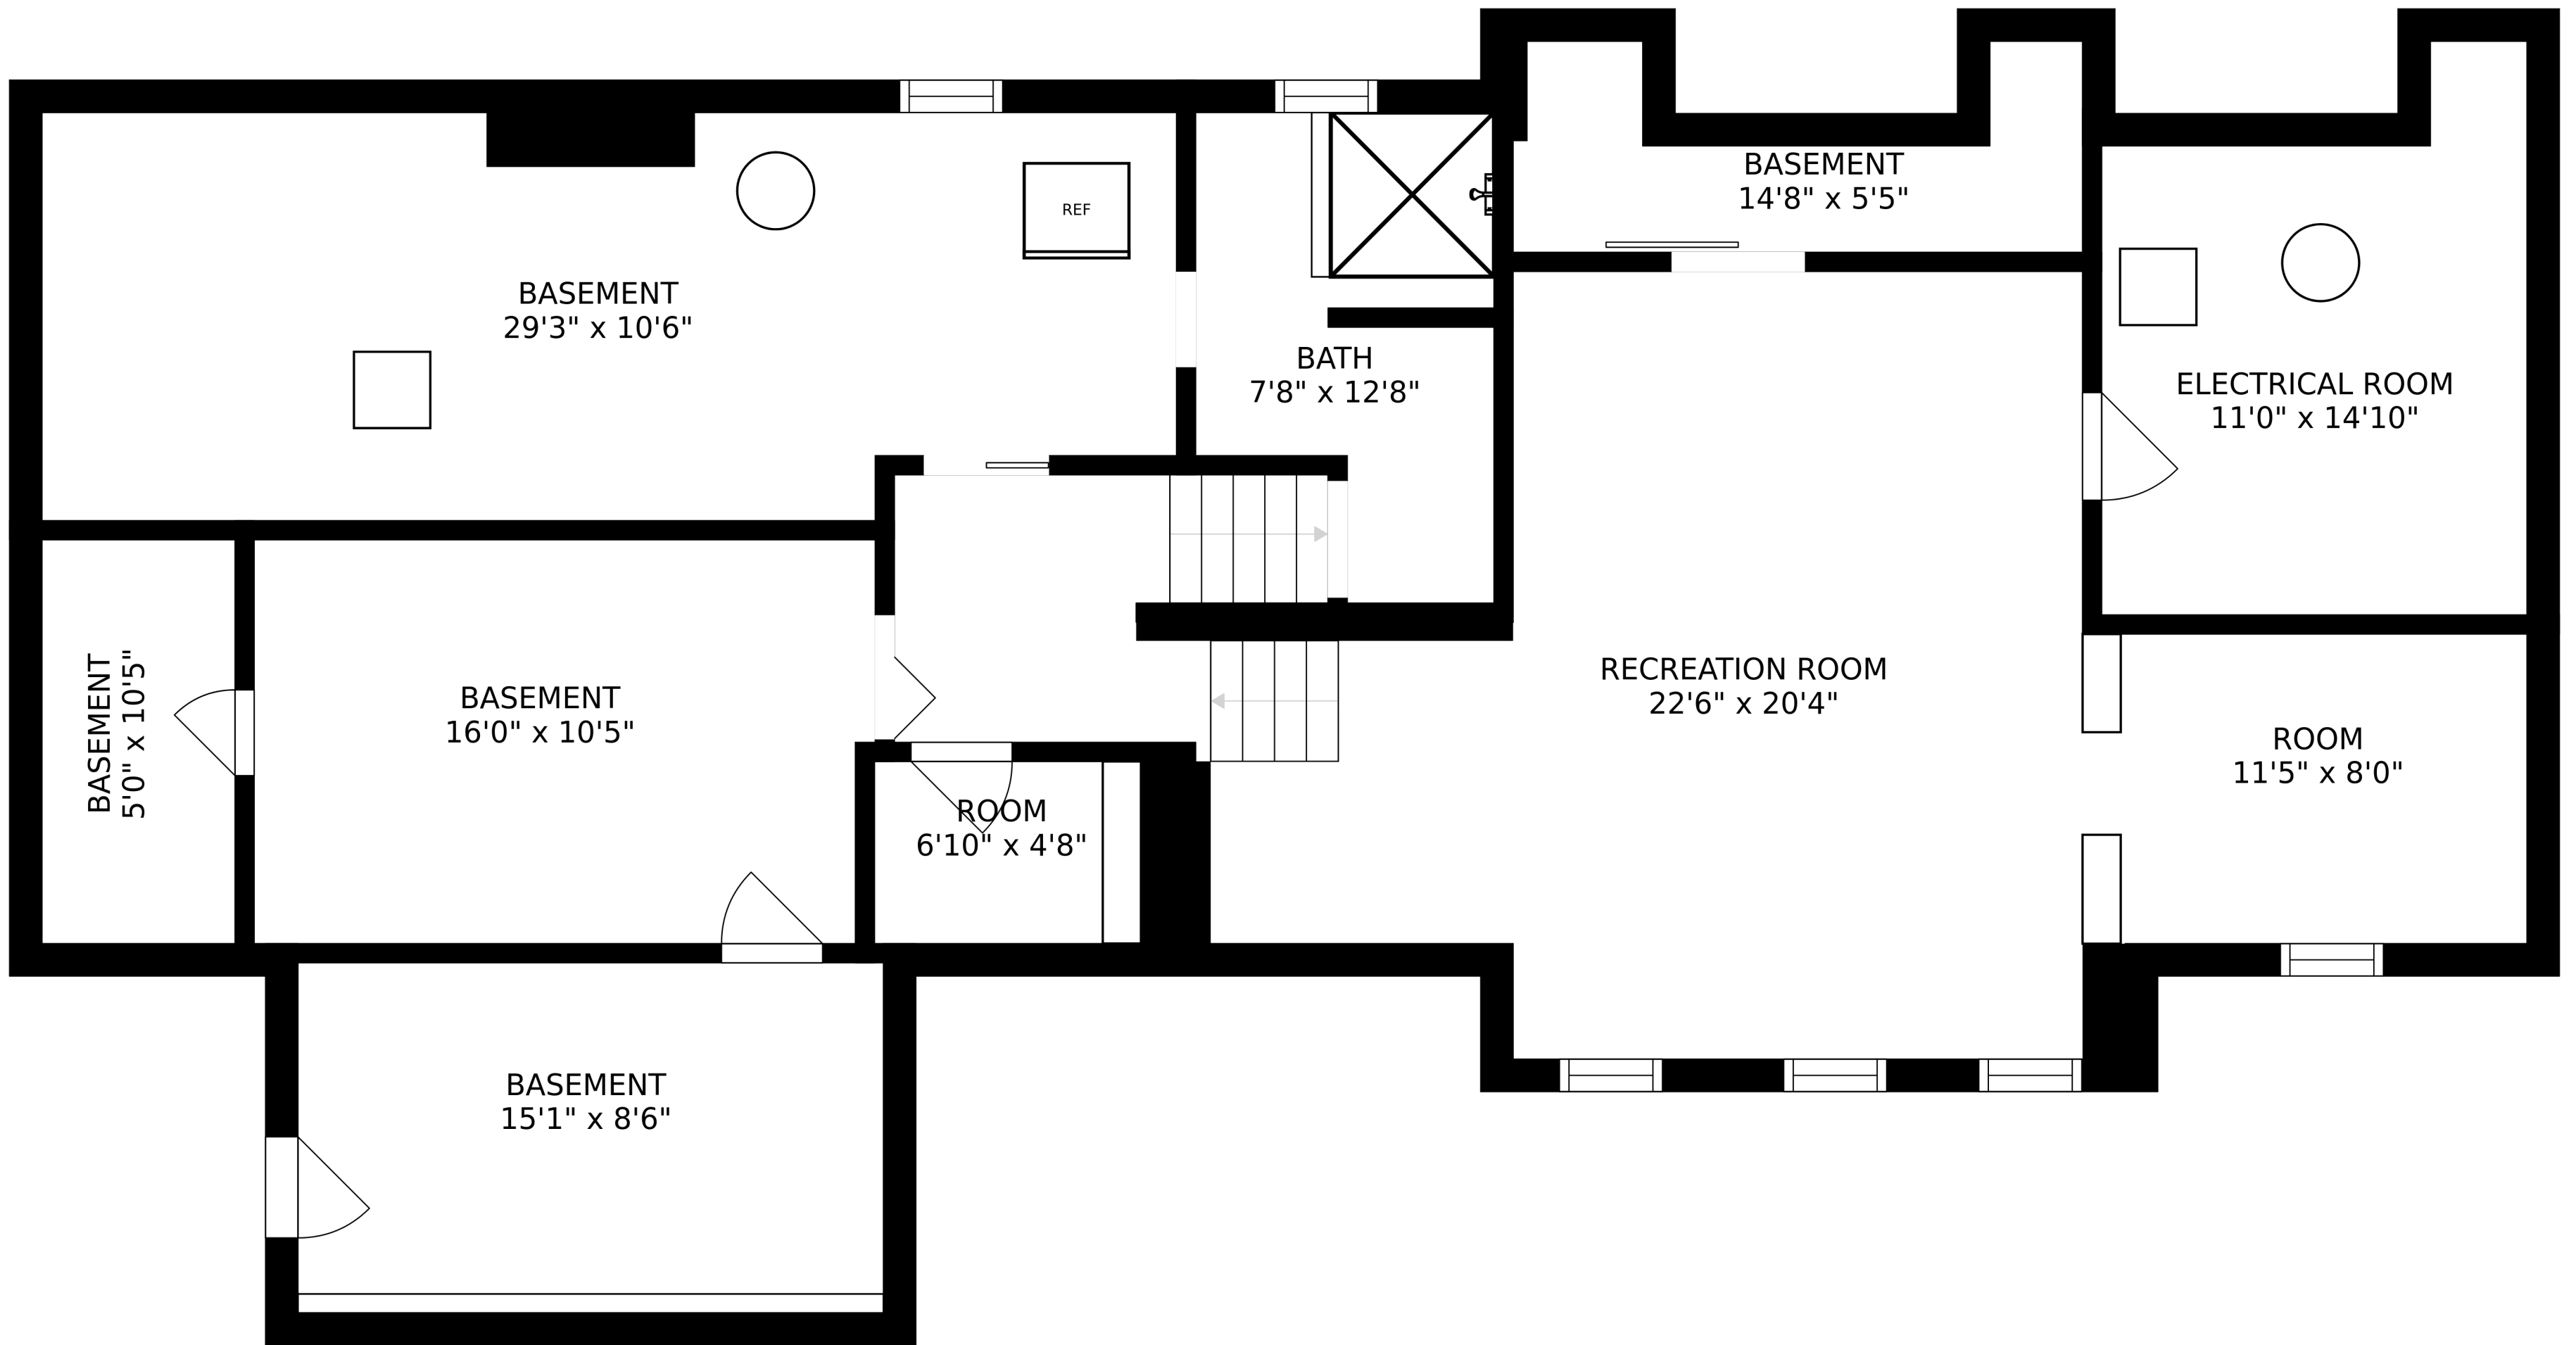 BASEMENT
14'8" x 5'5"
REF
BASEMENT
29'3" x 10'6"
BATH
7'8" x 12'8"
ELECTRICAL ROOM
11'0" x 14'10"
BASEMENT
5'0" x 10'5"
BASEMENT
16'0" x 10'5"
RECREATION ROOM
22'6" x 20'4"
ROOM
11'5" x 8'0"
ROOM
6'10" x 4'8"
BASEMENT
15'1" x 8'6"